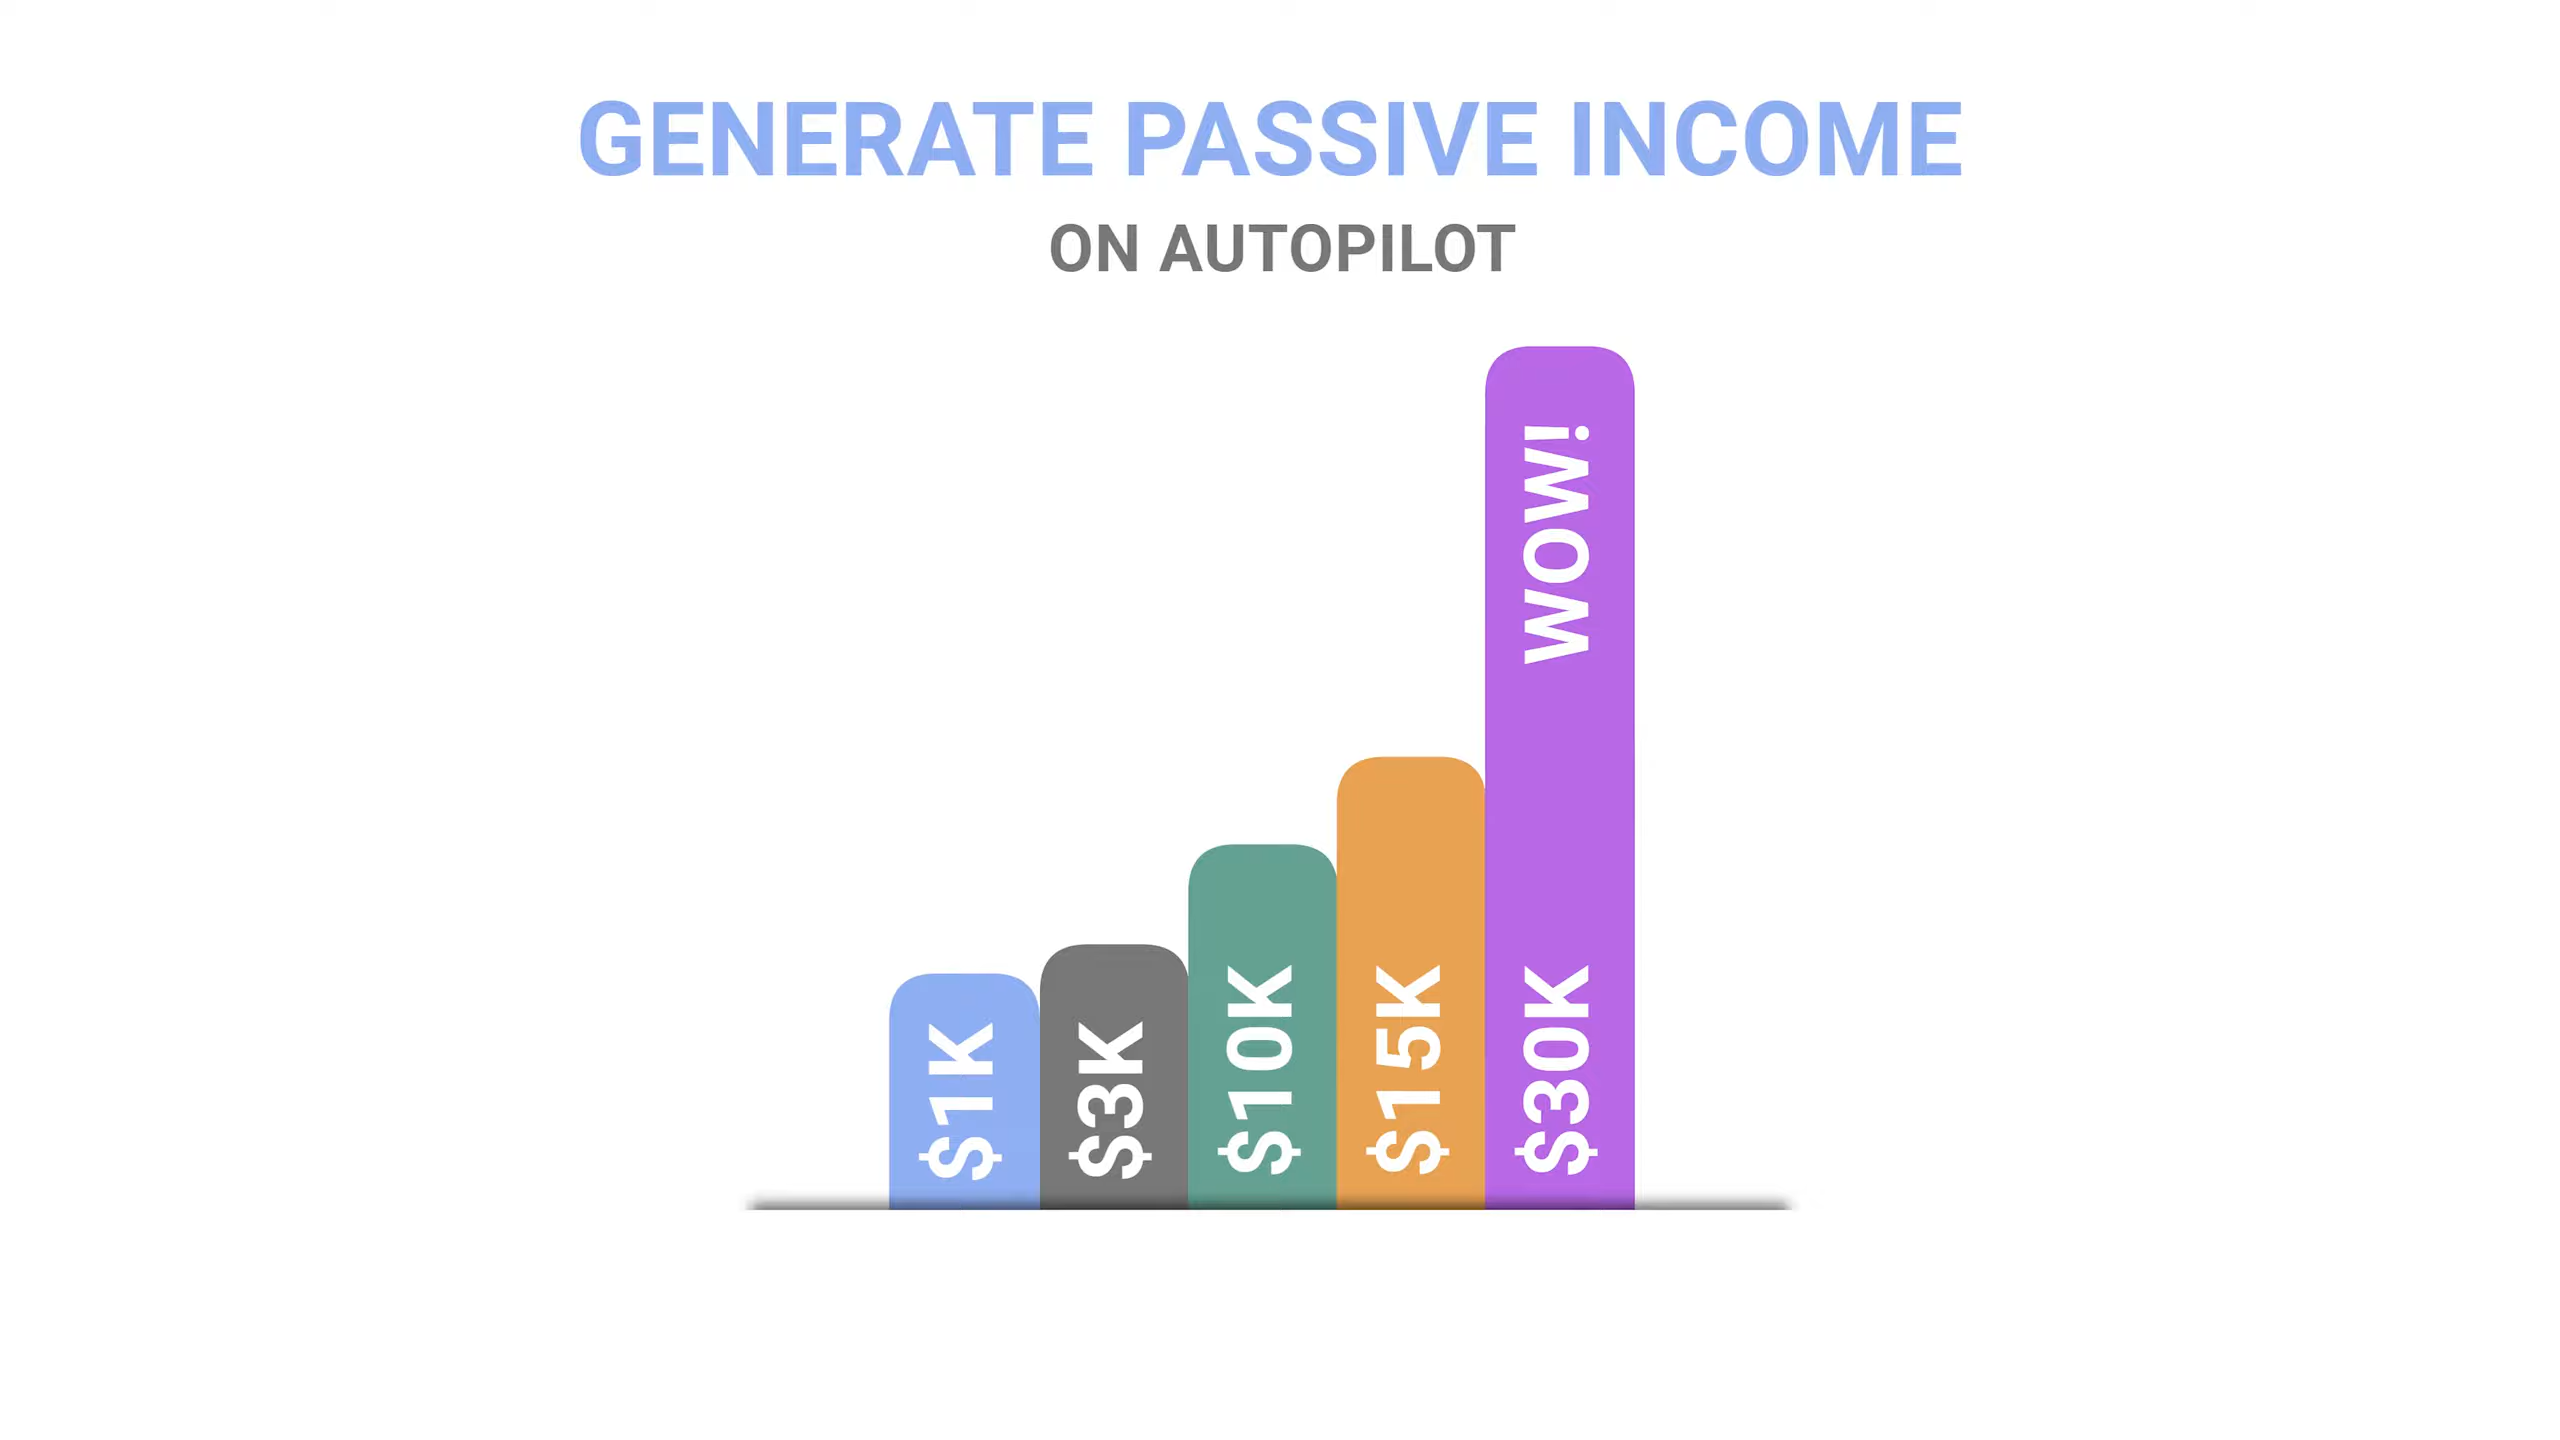 GENERATE PASSIVE INCOME
ON AUTOPILOT
$1K
$3K
$10K
$15K
$30K
WOW!